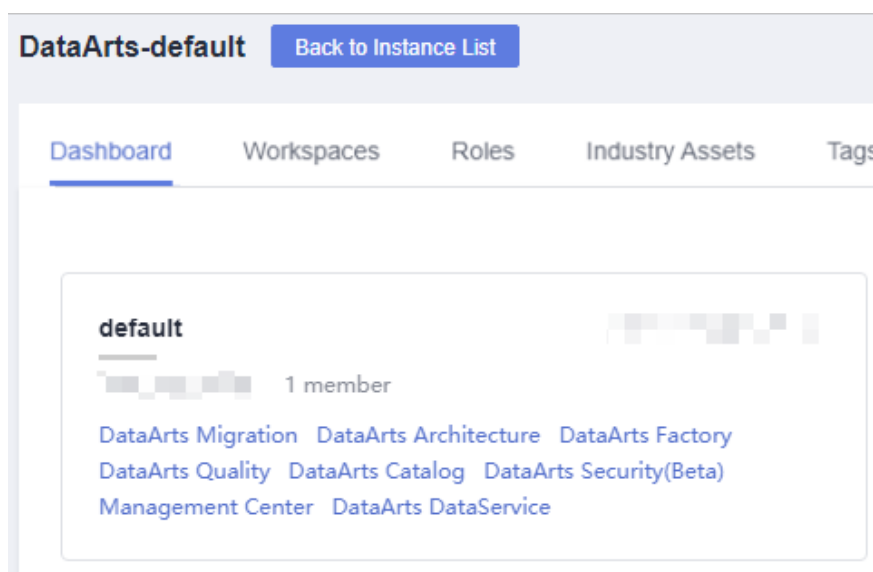 DataArts-default Back to Instance List
Dashboard Workspaces Roles Industry Assets Tags
default
1 member
DataArts Migration DataArts Architecture DataArts Factory
DataArts Quality DataArts Catalog DataArts Security(Beta)
Management Center DataArts DataService